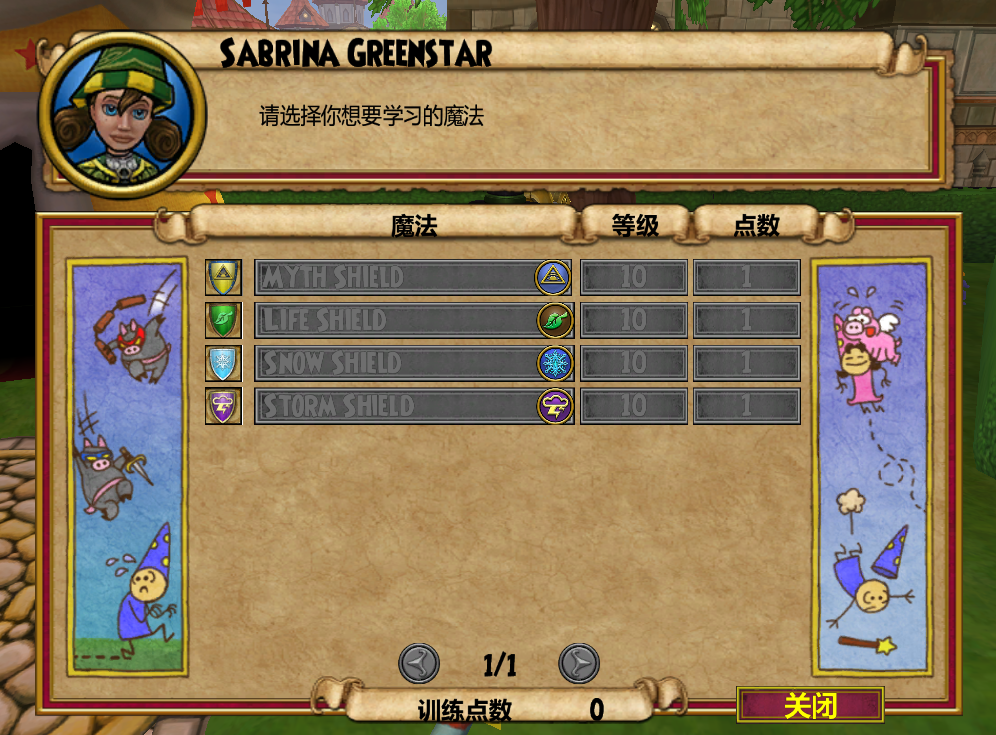 SABRINA GREENSTAR
请选择你想要学习的魔法
魔法 等级 点数
MYTH SHIELD 10 1
LIFE SHIELD 10 1
SNOW SHIELD 10 1
STORM SHIELD 10 1
1/1
训练点数 0
关闭